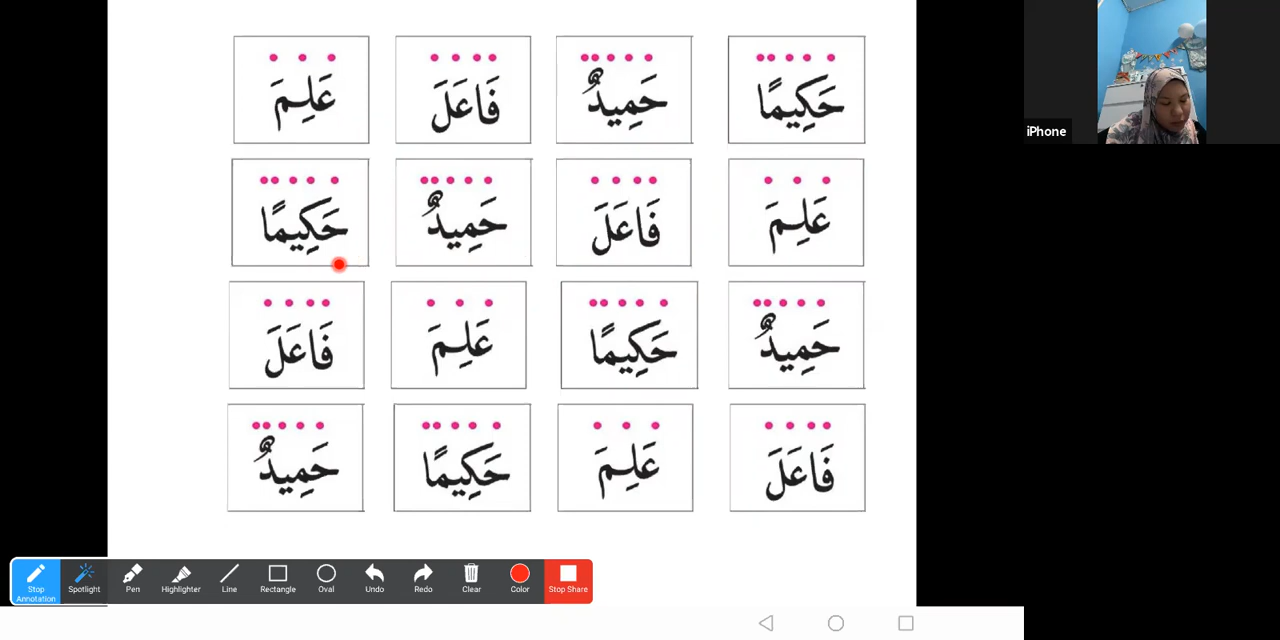 حَكِيمًا حَمِيدٌ فَاعَلَ عَلِمَ
عَلِمَ فَاعَلَ حَمِيدٌ حَكِيمًا
حَمِيدٌ حَكِيمًا عَلِمَ فَاعَلَ
فَاعَلَ عَلِمَ حَكِيمًا حَمِيدٌ
iPhone
Stop Annotation Spotlight Pen Highlighter Line Rectangle Oval Undo Redo Clear Color Stop Share